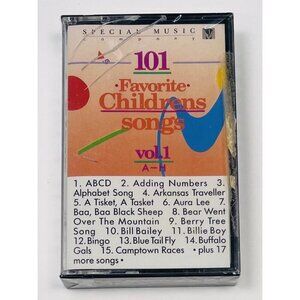 SPECIAL MUSIC
company
101
·Favorite·
Childrens
songs
vol.1
A-H
1. ABCD 2. Adding Numbers 3.
Alphabet Song 4. Arkansas Traveller
5. A Tisket, A Tasket 6. Aura Lee 7.
Baa, Baa Black Sheep 8. Bear Went
Over The Mountain 9. Berry Tree
Song 10. Bill Bailey 11. Billie Boy
12. Bingo 13. Blue Tail Fly 14. Buffalo
Gals 15. Camptown Races • plus 17
more songs•